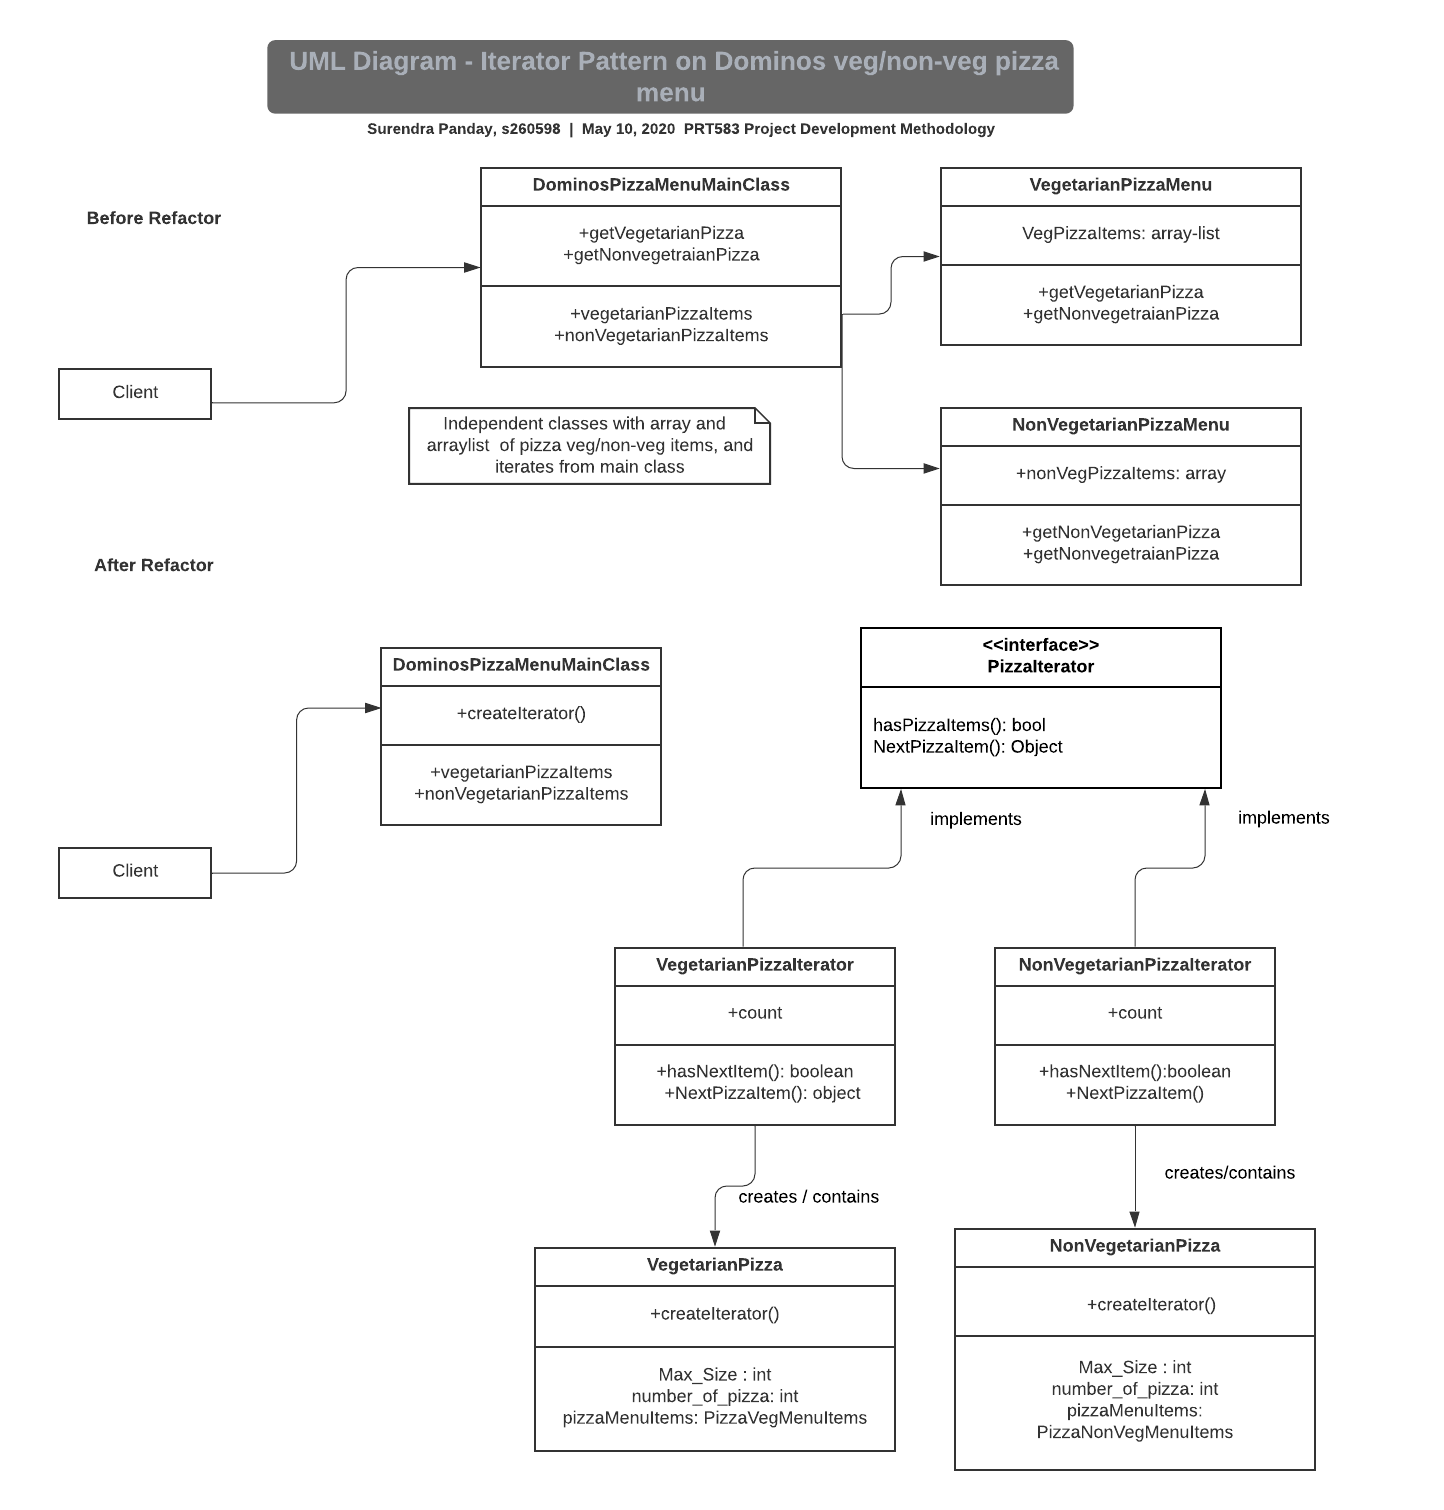 UML Diagram - Iterator Pattern on Dominos veg/non-veg pizza
menu
Surendra Panday, s260598 | May 10, 2020 PRT583 Project Development Methodology
Before Refactor
Client
DominosPizzaMenuMainClass
+getVegetarianPizza
+getNonvegetraianPizza
+vegetarianPizzaItems
+nonVegetarianPizzaItems
VegetarianPizzaMenu
VegPizzaItems: array-list
+getVegetarianPizza
+getNonvegetraianPizza
Independent classes with array and
arraylist of pizza veg/non-veg items, and
iterates from main class
NonVegetarianPizzaMenu
+nonVegPizzaItems: array
+getNonVegetarianPizza
+getNonvegetraianPizza
After Refactor
Client
DominosPizzaMenuMainClass
+createIterator()
+vegetarianPizzaItems
+nonVegetarianPizzaItems
<<interface>>
PizzaIterator
hasPizzaItems(): bool
NextPizzaItem(): Object
implements
implements
VegetarianPizzaIterator
+count
+hasNextItem(): boolean
+NextPizzaItem(): object
NonVegetarianPizzaIterator
+count
+hasNextItem():boolean
+NextPizzaItem()
creates / contains
creates/contains
VegetarianPizza
+createIterator()
Max_Size : int
number_of_pizza: int
pizzaMenuItems: PizzaVegMenuItems
NonVegetarianPizza
+createIterator()
Max_Size : int
number_of_pizza: int
pizzaMenuItems:
PizzaNonVegMenuItems